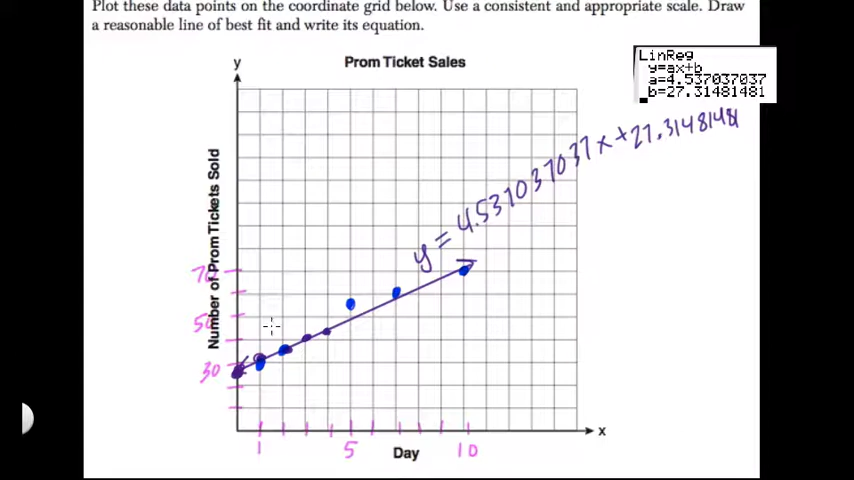 Plot these data points on the coordinate grid below. Use a consistent and appropriate scale. Draw
a reasonable line of best fit and write its equation.
y
Prom Ticket Sales
LinReg
y=ax+b
a=4.537037037
b=27.31481481
y = 4.537037037x + 27.31481481
Number of Prom Tickets Sold
70
50
30
x
1
5
10
Day